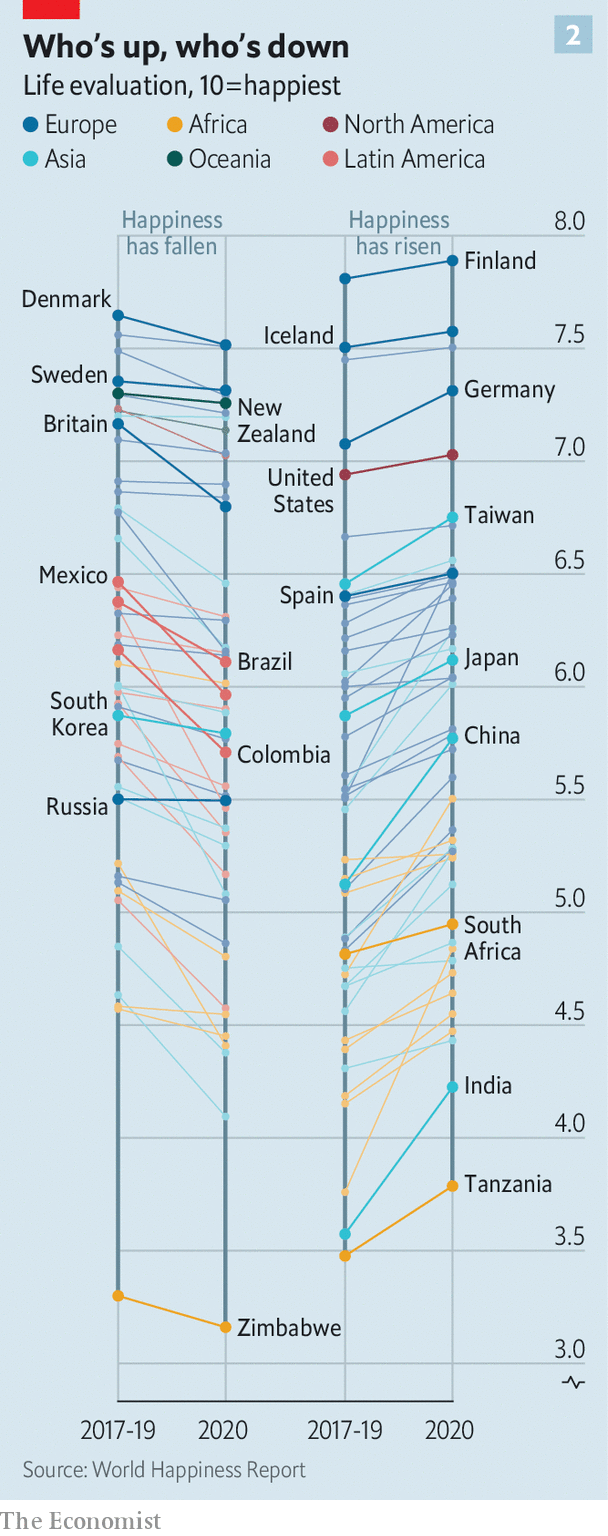 2
Who's up, who's down
Life evaluation, 10=happiest
Europe
Africa
North America
Asia
Oceania
Latin America
Happiness
has fallen
Happiness
has risen
8.0
Finland
Denmark
Iceland
7.5
Sweden
Germany
New
Zealand
Britain
7.0
United
States
Taiwan
Mexico
6.5
Spain
Brazil
Japan
6.0
South
Korea
Colombia
China
Russia
5.5
5.0
South
Africa
4.5
India
4.0
Tanzania
3.5
Zimbabwe
3.0
2017-19
2020
2017-19
2020
Source: World Happiness Report
The Economist